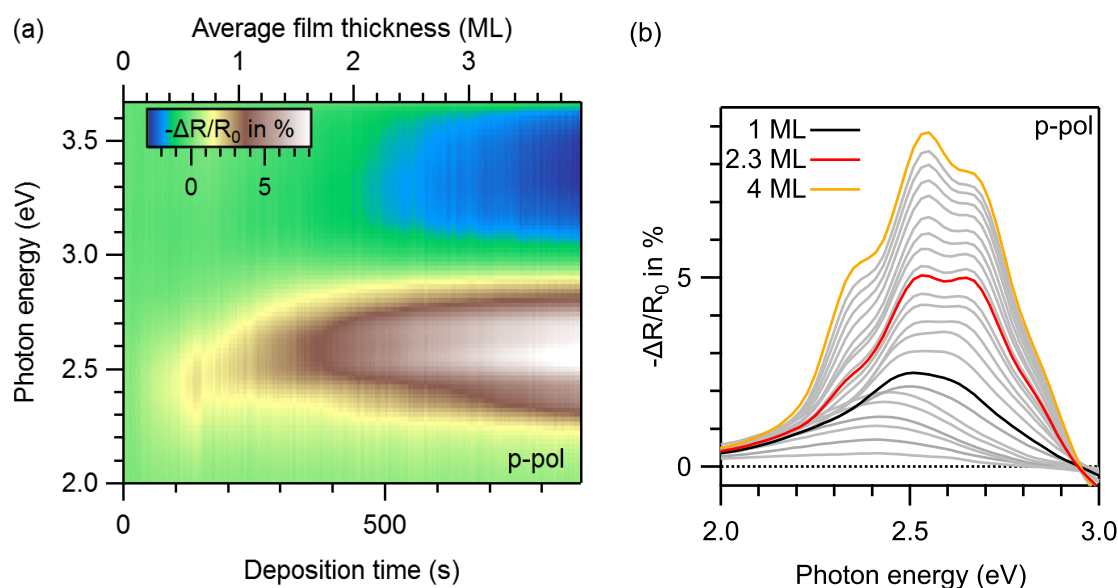 (a)
Average film thickness (ML)
0 1 2 3
-ΔR/R0 in %
0 5
3.5
3.0
2.5
2.0
Photon energy (eV)
p-pol
0 500
Deposition time (s)
(b)
p-pol
1 ML
2.3 ML
4 ML
5
0
-ΔR/R0 in %
2.0 2.5 3.0
Photon energy (eV)